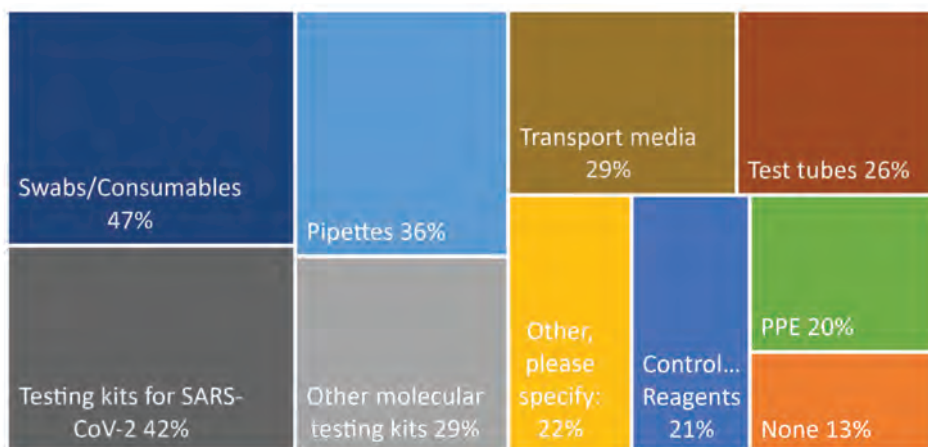 Swabs/Consumables
47%
Testing kits for SARS-
CoV-2 42%
Pipettes 36%
Other molecular
testing kits 29%
Transport media
29%
Test tubes 26%
Other,
please
specify:
22%
Control...
Reagents
21%
PPE 20%
None 13%